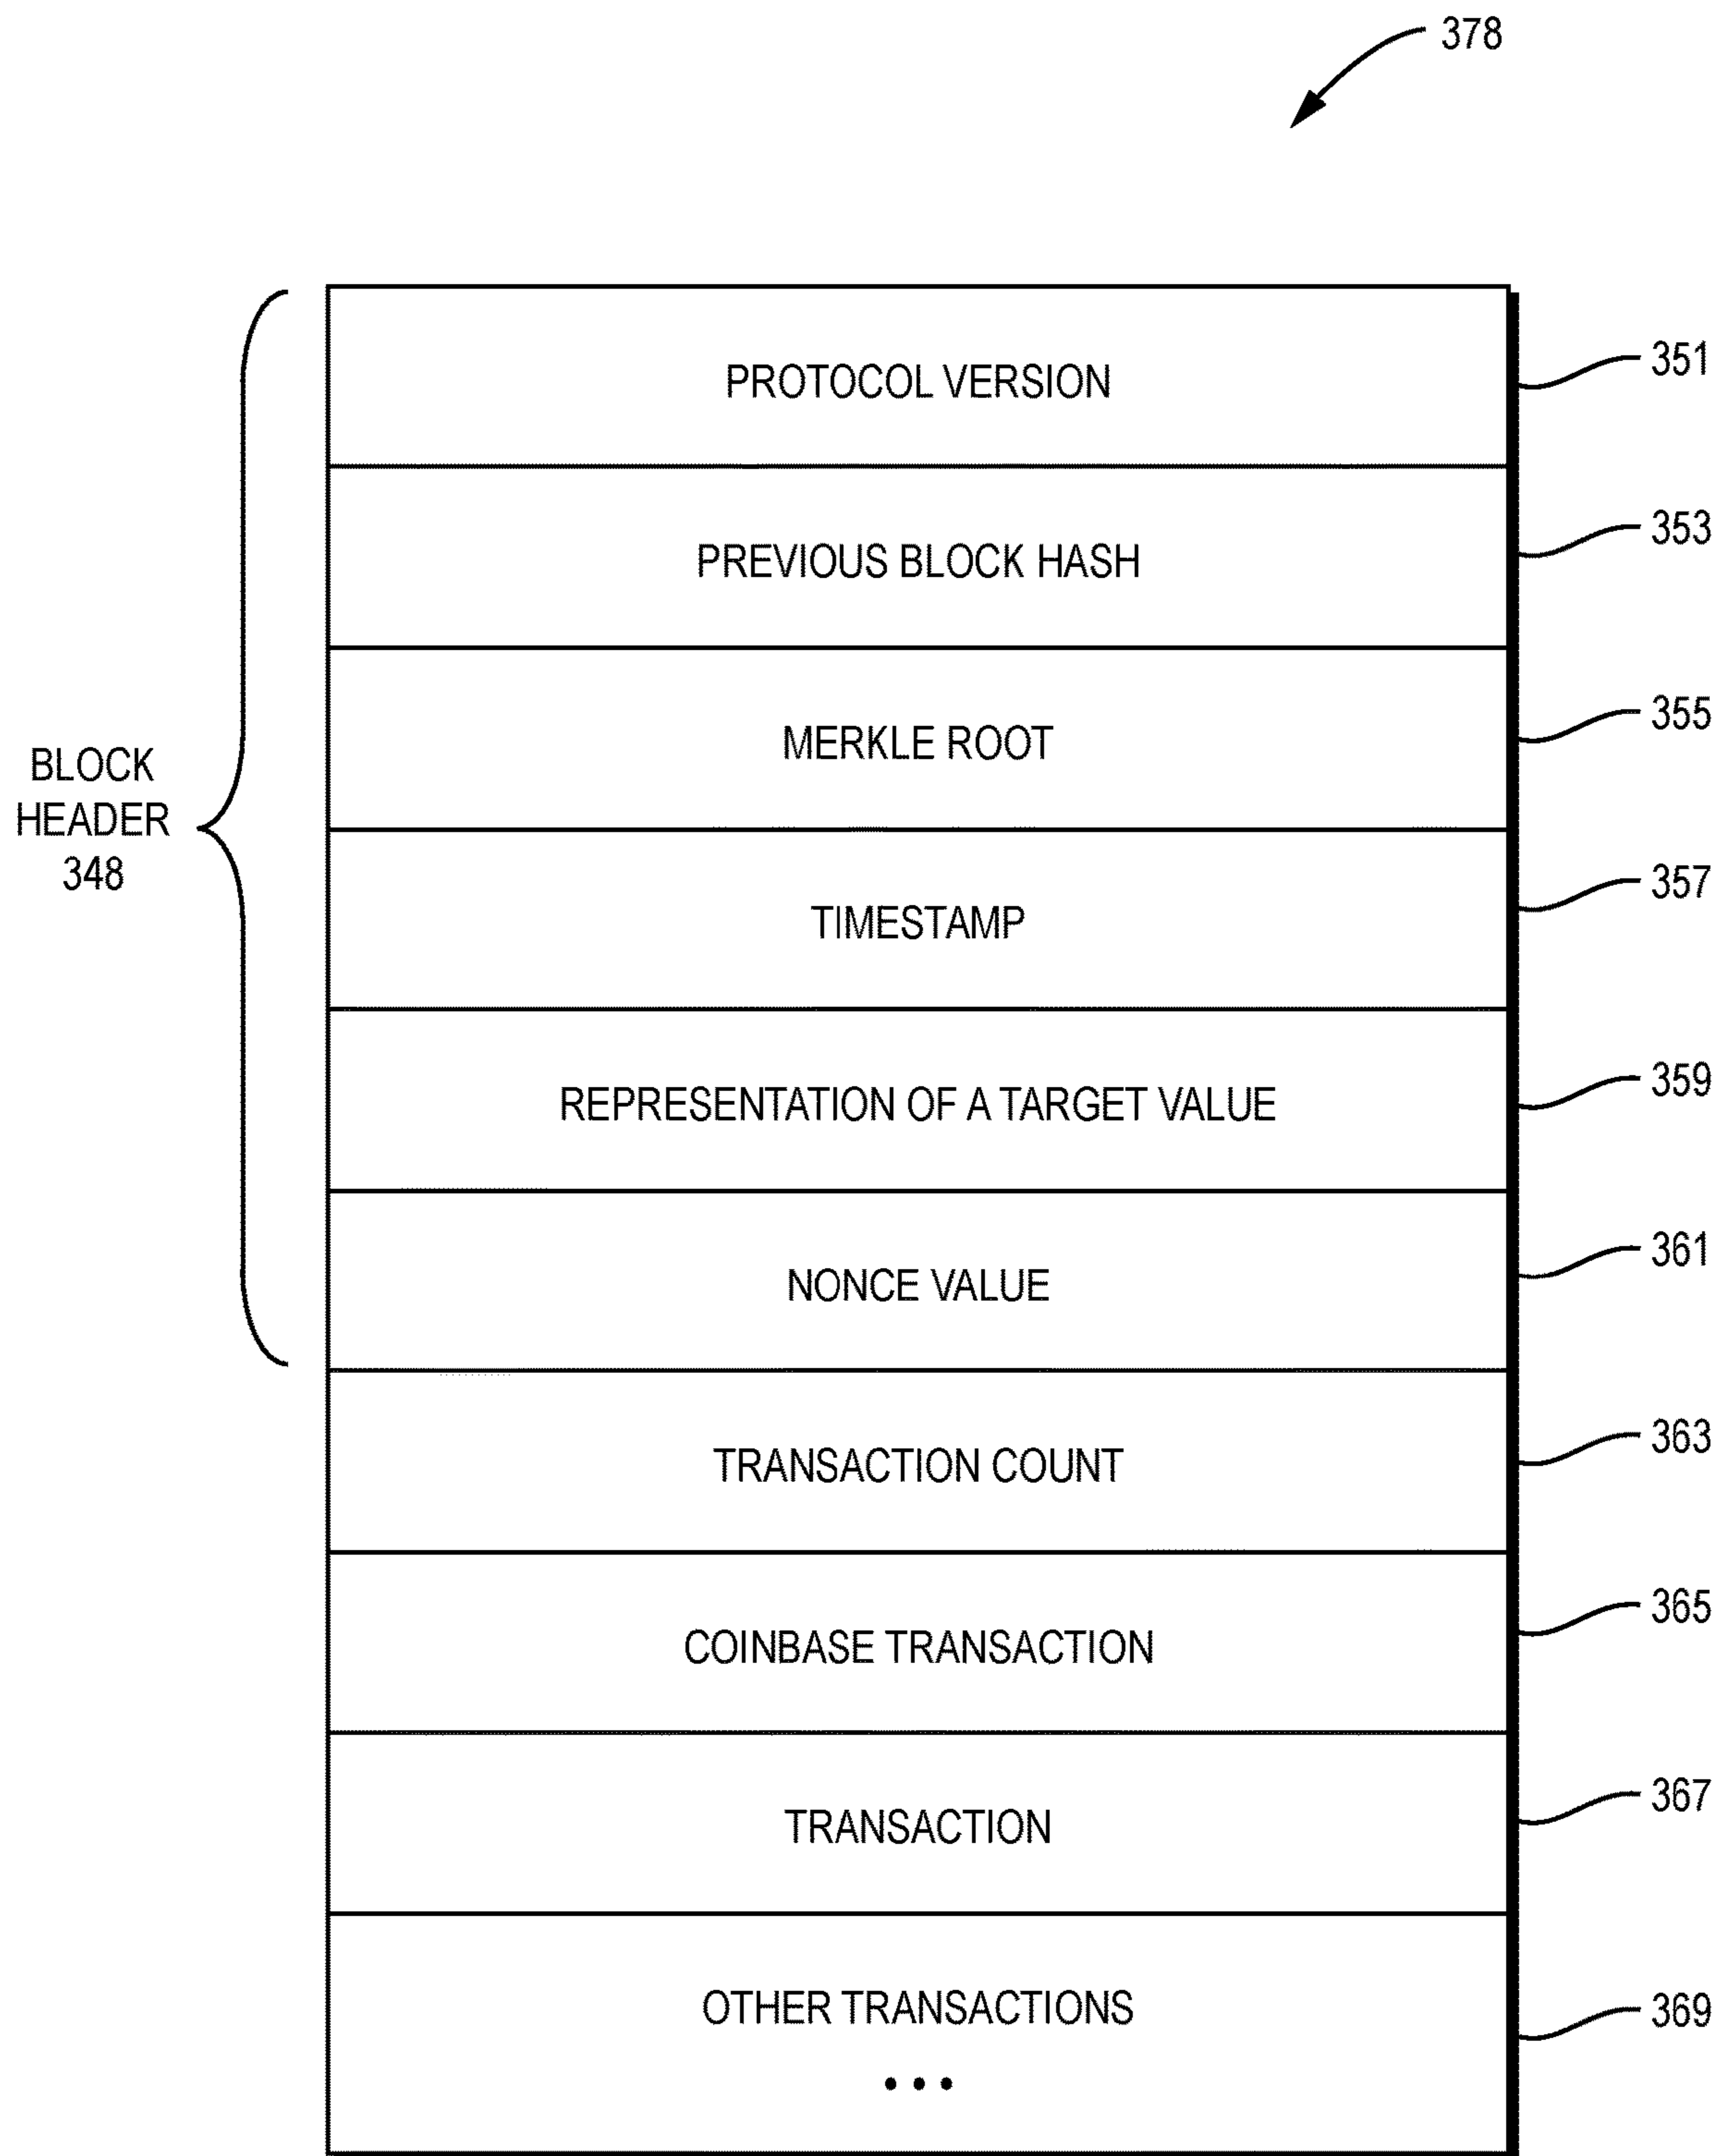 378
PROTOCOL VERSION
351
PREVIOUS BLOCK HASH
353
MERKLE ROOT
355
BLOCK
HEADER
348
TIMESTAMP
357
REPRESENTATION OF A TARGET VALUE
359
NONCE VALUE
361
TRANSACTION COUNT
363
COINBASE TRANSACTION
365
TRANSACTION
367
OTHER TRANSACTIONS
• • •
369